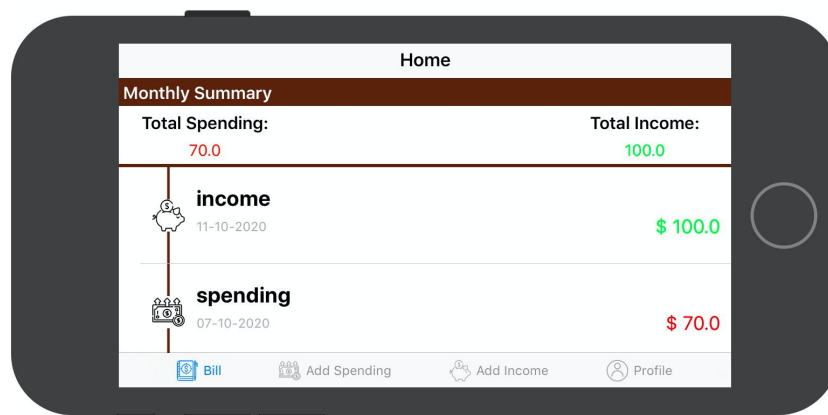 Home
Monthly Summary
Total Spending: Total Income:
70.0 100.0
income
11-10-2020
$ 100.0
spending
07-10-2020
$ 70.0
Bill Add Spending Add Income Profile